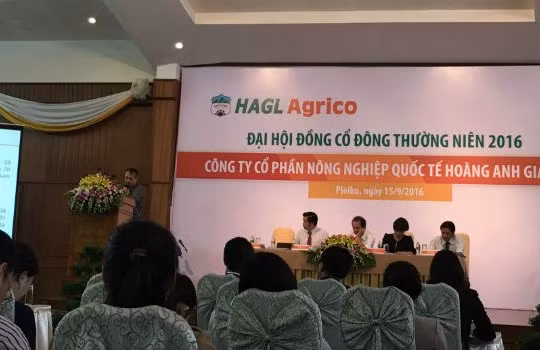 HAGL Agrico
ĐẠI HỘI ĐỒNG CỔ ĐÔNG THƯỜNG NIÊN 2016
CÔNG TY CỔ PHẦN NÔNG NGHIỆP QUỐC TẾ HOÀNG ANH GIA
Pleiku, ngày 15/9/2016